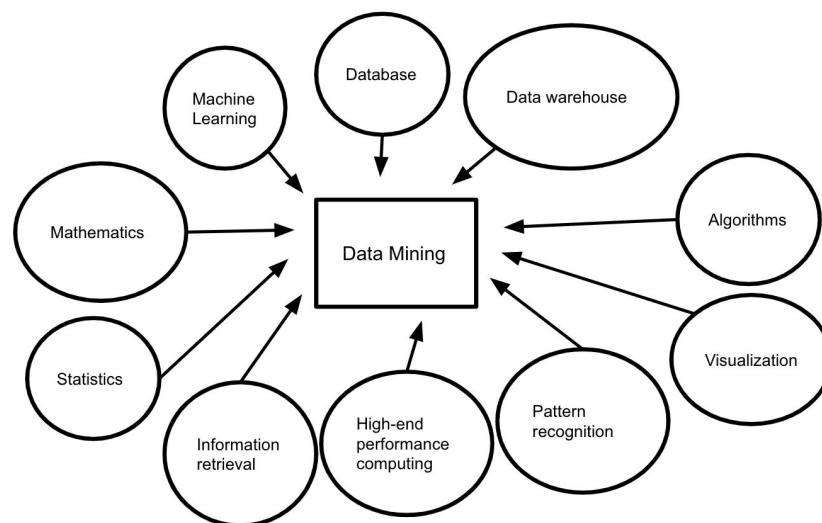 Database
Machine
Learning
Data warehouse
Mathematics
Data Mining
Algorithms
Statistics
Visualization
Information
retrieval
High-end
performance
computing
Pattern
recognition